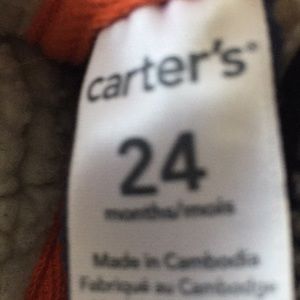 carter's®
24
months/mois
Made in Cambodia
Fabriqué au Cambodge